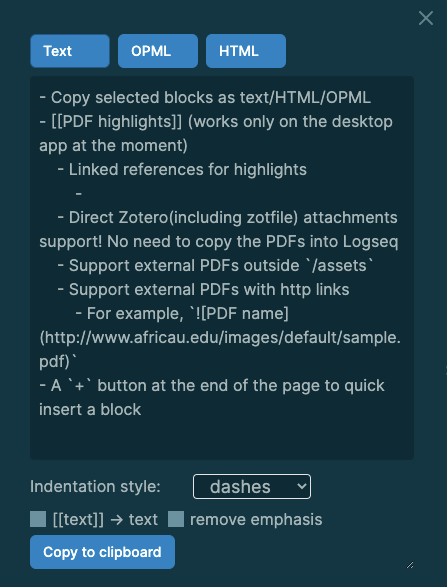 Text OPML HTML
- Copy selected blocks as text/HTML/OPML
- [[PDF highlights]] (works only on the desktop
app at the moment)
- Linked references for highlights
-
- Direct Zotero(including zotfile) attachments
support! No need to copy the PDFs into Logseq
- Support external PDFs outside `/assets`
- Support external PDFs with http links
- For example, `![PDF name]
(http://www.africau.edu/images/default/sample.
pdf)`
- A `+` button at the end of the page to quick
insert a block
Indentation style: dashes
[[text]] → text remove emphasis
Copy to clipboard